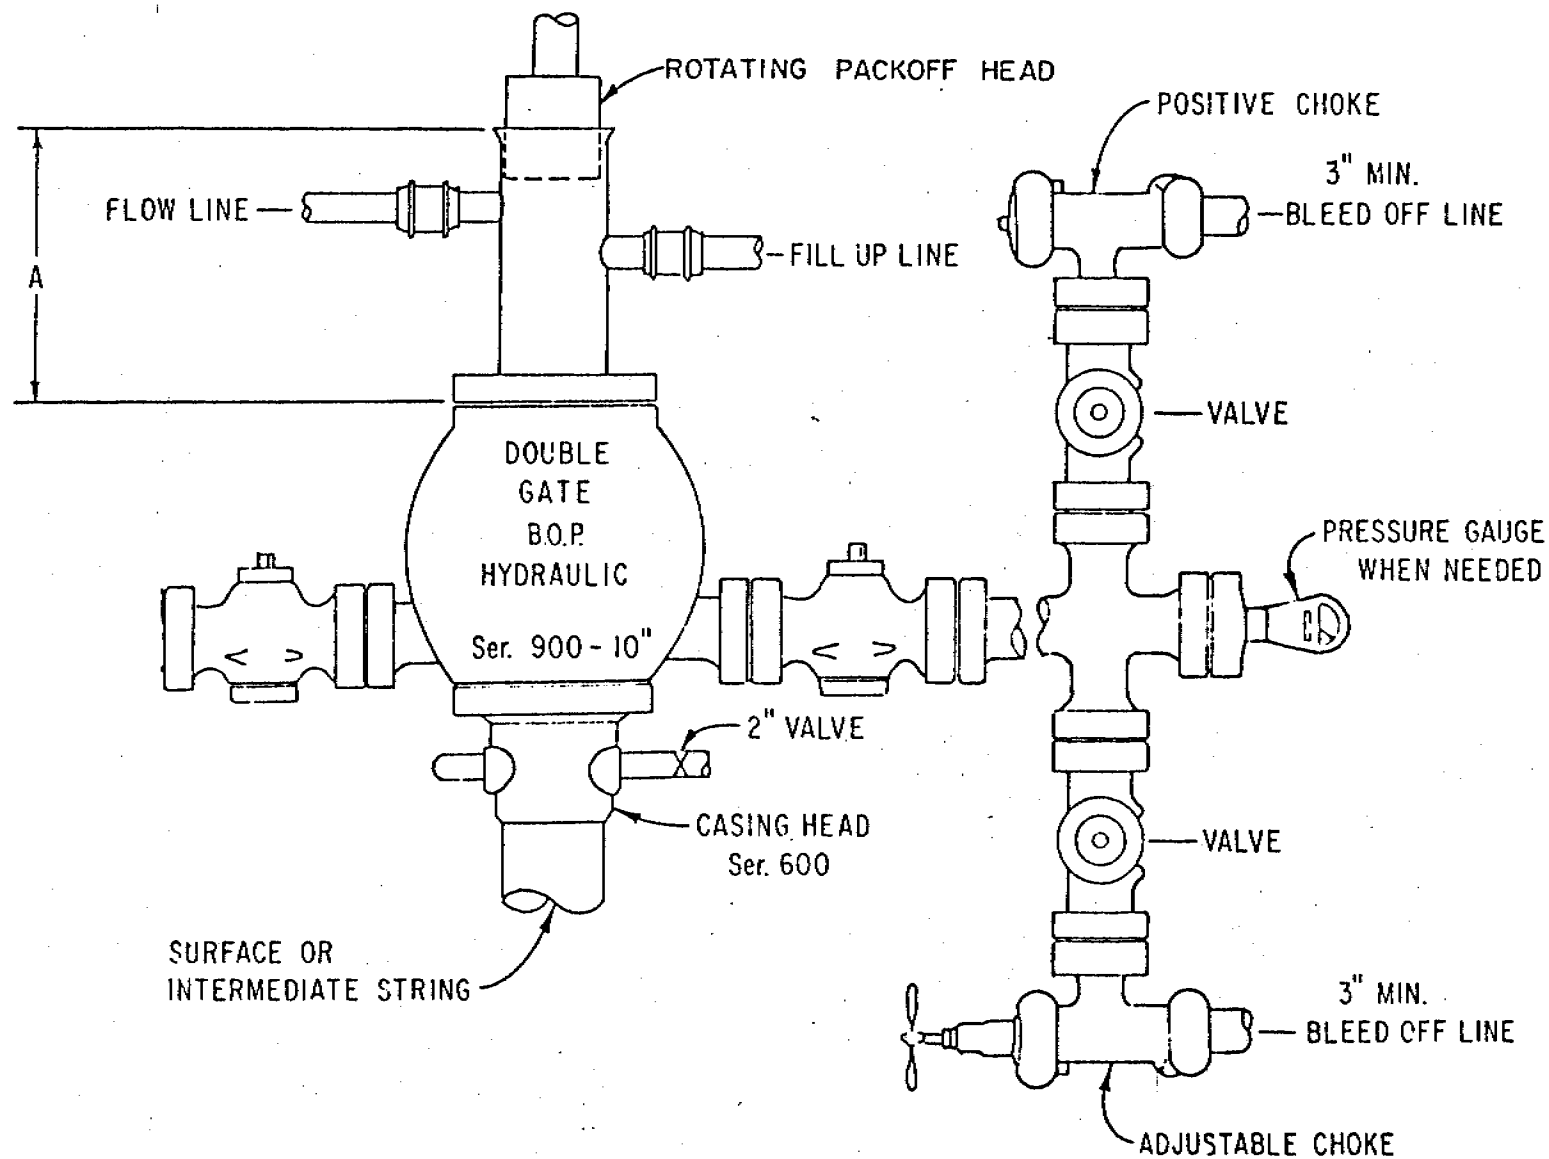 ROTATING PACKOFF HEAD
POSITIVE CHOKE
3" MIN.
BLEED OFF LINE
FLOW LINE
FILL UP LINE
A
VALVE
DOUBLE
GATE
B.O.P.
HYDRAULIC
Ser. 900-10"
PRESSURE GAUGE
WHEN NEEDED
2" VALVE
CASING HEAD
Ser. 600
VALVE
SURFACE OR
INTERMEDIATE STRING
3" MIN.
BLEED OFF LINE
ADJUSTABLE CHOKE